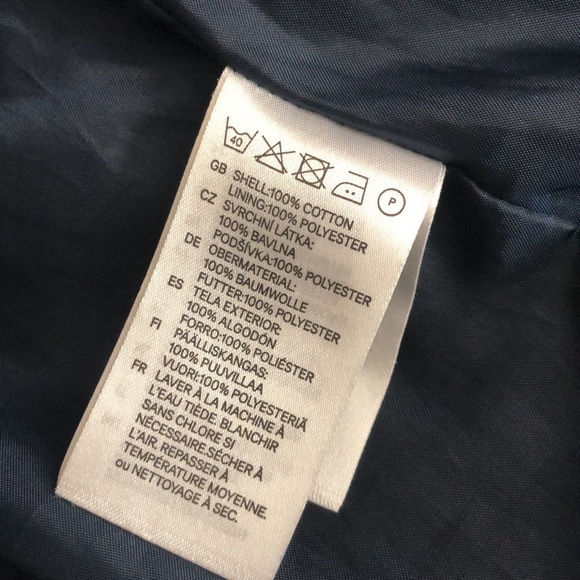 40
P
GB SHELL:100% COTTON
LINING:100% POLYESTER
CZ SVRCHNI LÁTKA:
100% BAVLNA
PODŠÍVKA:100% POLYESTER
DE OBERMATERIAL:
100% BAUMWOLLE
FUTTER:100% POLYESTER
ES TELA EXTERIOR:
100% ALGODÓN
FORRO:100% POLIÉSTER
FI PÄÄLLISKANGAS:
100% PUUVILLAA
VUORI:100% POLYESTERIÄ
FR LAVER À LA MACHINE À
L'EAU TIÈDE. BLANCHIR
SANS CHLORE SI
NÉCESSAIRE.SÉCHER À
L'AIR. REPASSER À
TEMPÉRATURE MOYENNE.
ou NETTOYAGE À SEC.